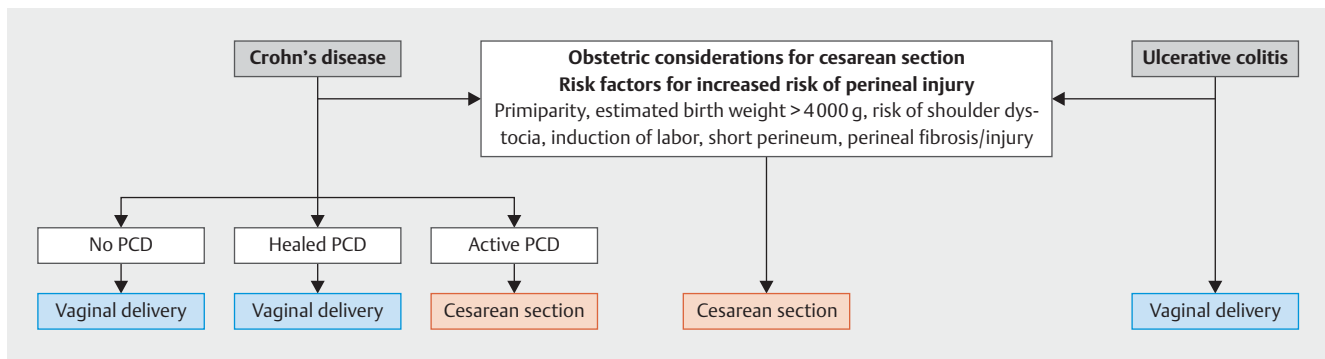 Crohn's disease
Obstetric considerations for cesarean section
Risk factors for increased risk of perineal injury
Primiparity, estimated birth weight > 4000 g, risk of shoulder dys-
tocia, induction of labor, short perineum, perineal fibrosis/injury
Ulcerative colitis
No PCD
Healed PCD
Active PCD
Vaginal delivery
Vaginal delivery
Cesarean section
Cesarean section
Vaginal delivery